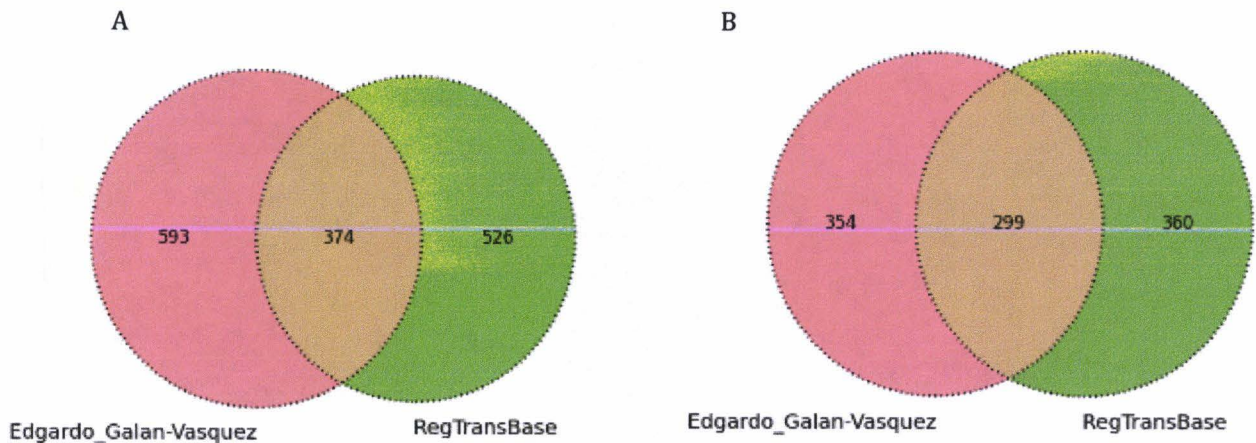 A
B
593
374
526
354
299
360
Edgardo_Galan-Vasquez
RegTransBase
Edgardo_Galan-Vasquez
RegTransBase